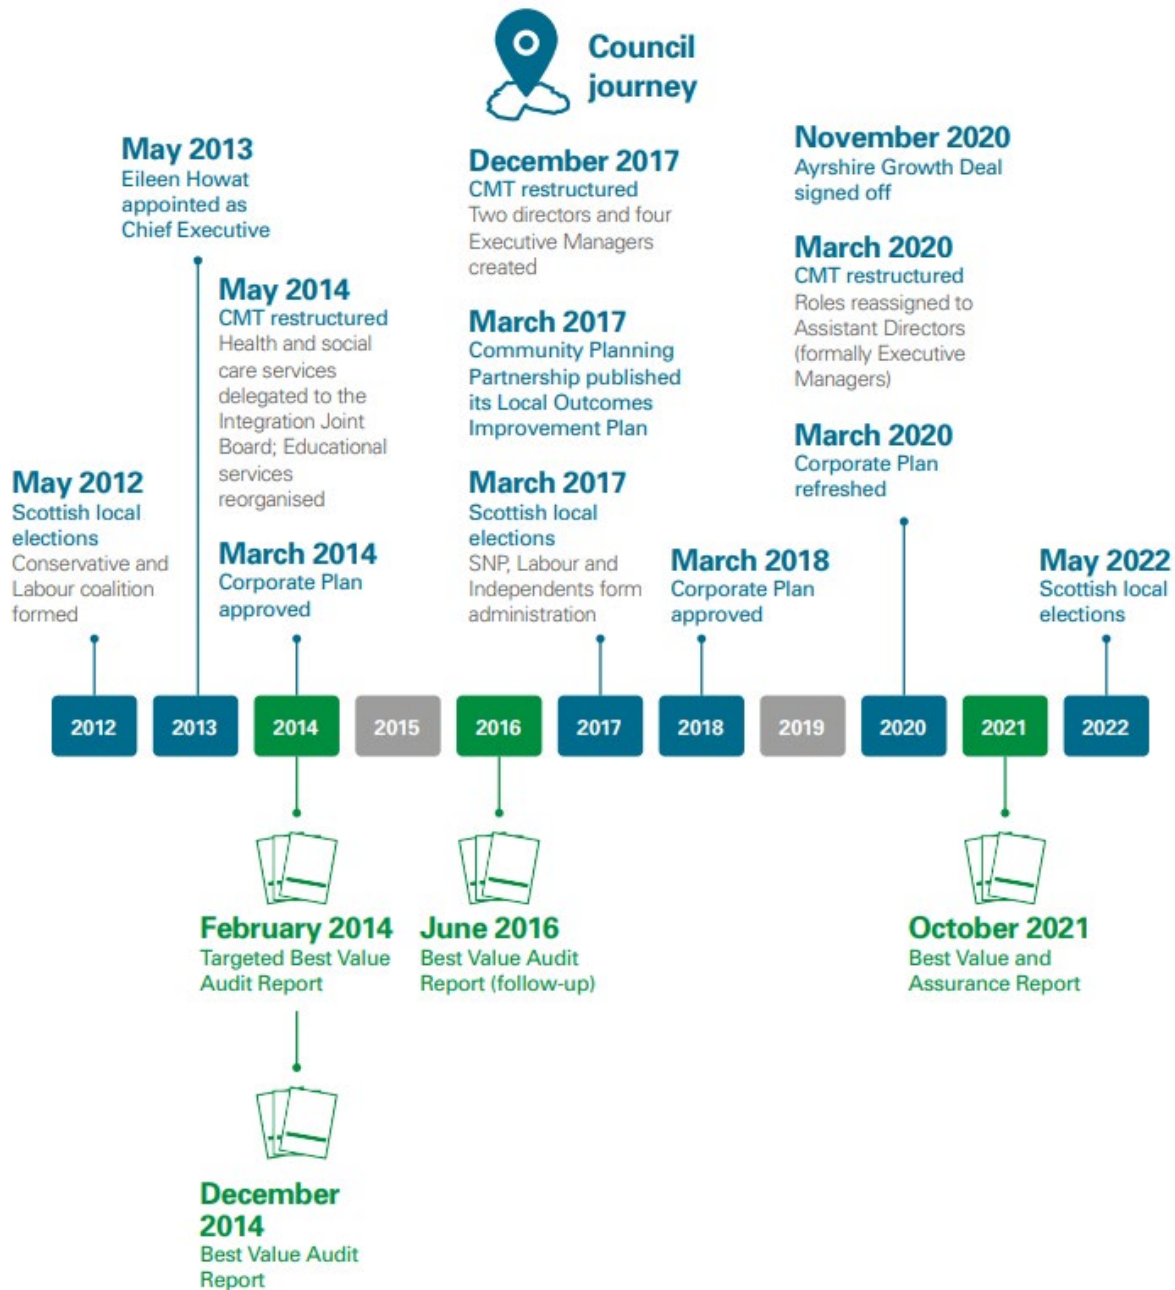 Council
journey
May 2012
Scottish local
elections
Conservative and
Labour coalition
formed
May 2013
Eileen Howat
appointed as
Chief Executive
May 2014
CMT restructured
Health and social
care services
delegated to the
Integration Joint
Board; Educational
services
reorganised
March 2014
Corporate Plan
approved
December 2017
CMT restructured
Two directors and four
Executive Managers
created
March 2017
Community Planning
Partnership published
its Local Outcomes
Improvement Plan
March 2017
Scottish local
elections
SNP, Labour and
Independents form
administration
March 2018
Corporate Plan
approved
November 2020
Ayrshire Growth Deal
signed off
March 2020
CMT restructured
Roles reassigned to
Assistant Directors
(formally Executive
Managers)
March 2020
Corporate Plan
refreshed
May 2022
Scottish local
elections
2012 2013 2014 2015 2016 2017 2018 2019 2020 2021 2022
February 2014
Targeted Best Value
Audit Report
December
2014
Best Value Audit
Report
June 2016
Best Value Audit
Report (follow-up)
October 2021
Best Value and
Assurance Report